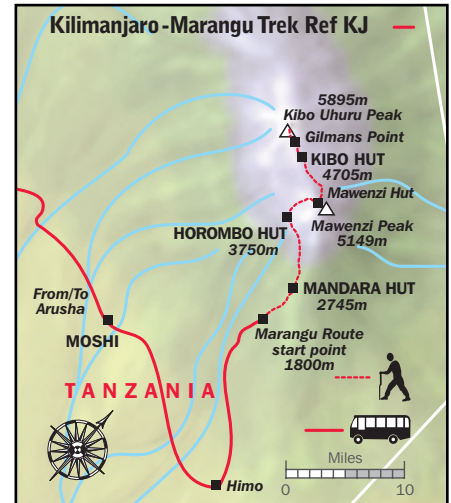 Kilimanjaro - Marangu Trek Ref KJ
5895m
Kibo Uhuru Peak
Gilmans Point
KIBO HUT
4705m
Mawenzi Hut
Mawenzi Peak
5149m
HOROMBO HUT
3750m
MANDARA HUT
2745m
From/To
Arusha
MOSHI
Marangu Route
start point
1800m
TANZANIA
Miles
0 10
Himo